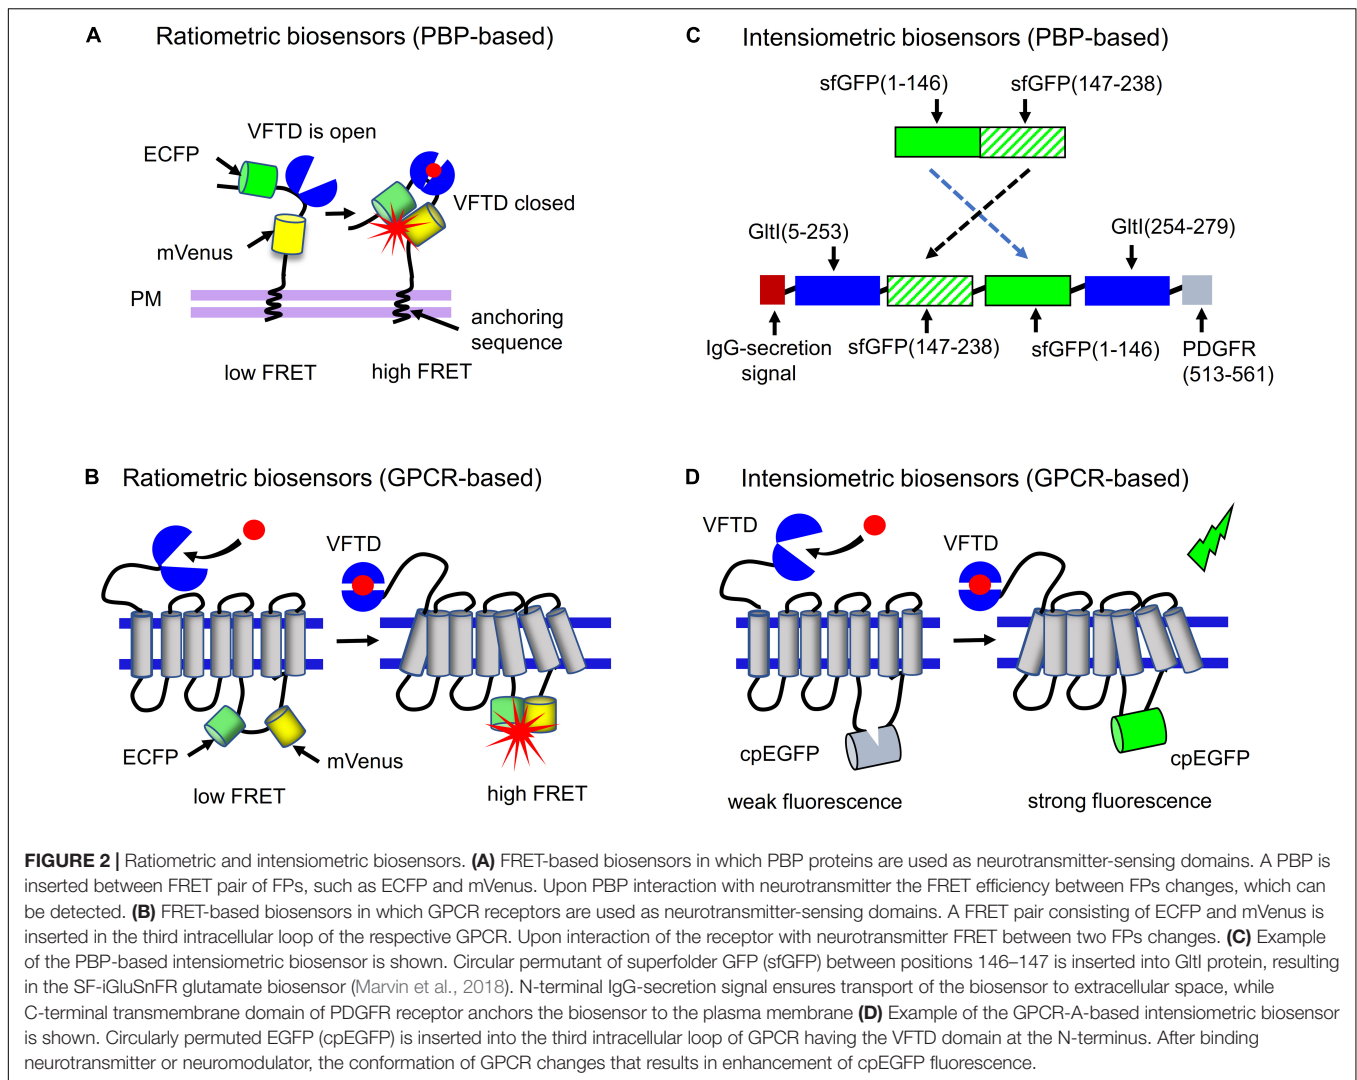 A Ratiometric biosensors (PBP-based)
VFTD is open
ECFP
VFTD closed
mVenus
PM
anchoring
sequence
low FRET
high FRET
C Intensiometric biosensors (PBP-based)
sfGFP(1-146)
sfGFP(147-238)
GltI(5-253)
GltI(254-279)
IgG-secretion
signal
sfGFP(147-238)
sfGFP(1-146)
PDGFR
(513-561)
B Ratiometric biosensors (GPCR-based)
VFTD
ECFP
mVenus
low FRET
high FRET
D Intensiometric biosensors (GPCR-based)
VFTD
VFTD
cpEGFP
cpEGFP
weak fluorescence
strong fluorescence
FIGURE 2 | Ratiometric and intensiometric biosensors. (A) FRET-based biosensors in which PBP proteins are used as neurotransmitter-sensing domains. A PBP is
inserted between FRET pair of FPs, such as ECFP and mVenus. Upon PBP interaction with neurotransmitter the FRET efficiency between FPs changes, which can
be detected. (B) FRET-based biosensors in which GPCR receptors are used as neurotransmitter-sensing domains. A FRET pair consisting of ECFP and mVenus is
inserted in the third intracellular loop of the respective GPCR. Upon interaction of the receptor with neurotransmitter FRET between two FPs changes. (C) Example
of the PBP-based intensiometric biosensor is shown. Circular permutant of superfolder GFP (sfGFP) between positions 146–147 is inserted into GltI protein, resulting
in the SF-iGluSnFR glutamate biosensor (Marvin et al., 2018). N-terminal IgG-secretion signal ensures transport of the biosensor to extracellular space, while
C-terminal transmembrane domain of PDGFR receptor anchors the biosensor to the plasma membrane (D) Example of the GPCR-A-based intensiometric biosensor
is shown. Circularly permuted EGFP (cpEGFP) is inserted into the third intracellular loop of GPCR having the VFTD domain at the N-terminus. After binding
neurotransmitter or neuromodulator, the conformation of GPCR changes that results in enhancement of cpEGFP fluorescence.